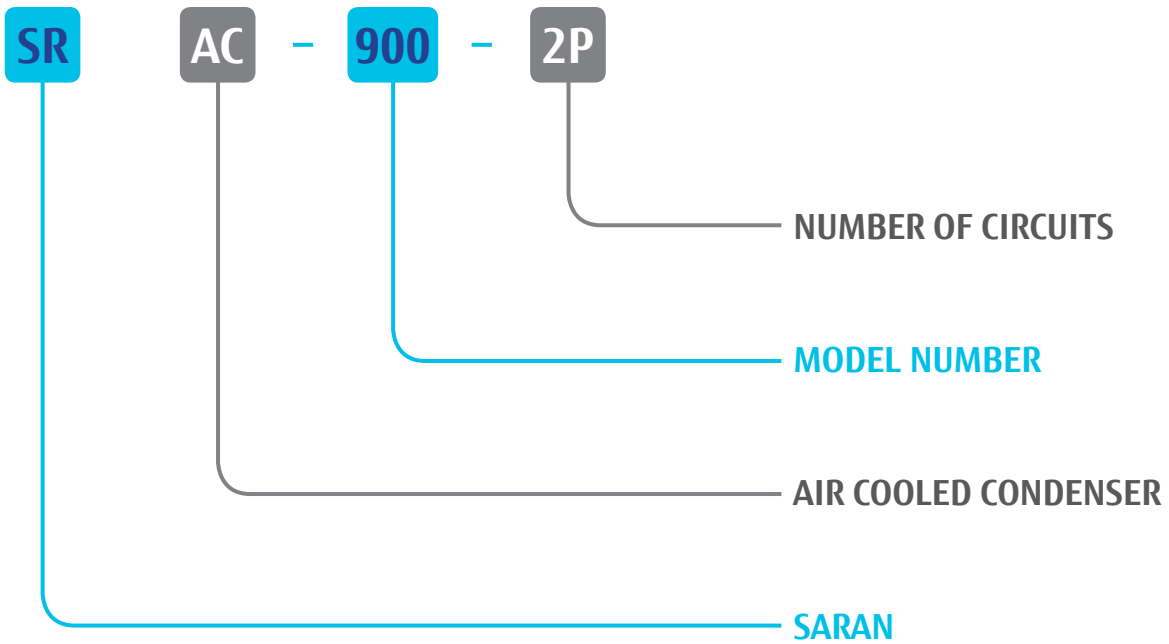 SR AC – 900 – 2P
NUMBER OF CIRCUITS
MODEL NUMBER
AIR COOLED CONDENSER
SARAN